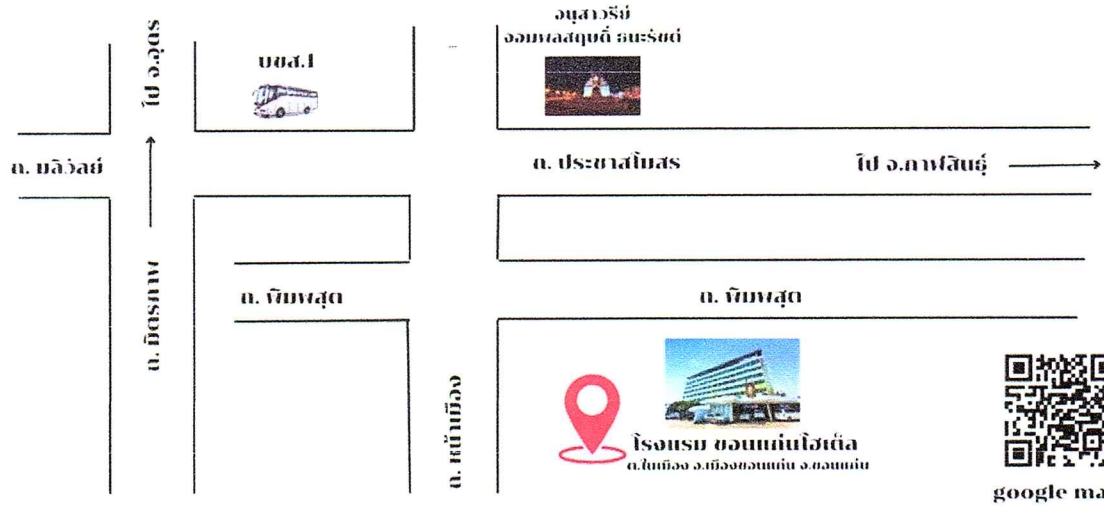 อนุสาวรีย์
จอมพลสฤษดิ์ ธนะรัชต์
บขส.1
ไป จ.อุดร
ถ. มะลิวัลย์
ถ. ประชาสโมสร
ไป จ.กาฬสินธุ์
ถ. มิตรภาพ
ถ. พิมพสุต
ถ. พิมพสุต
ถ. หน้าเมือง
โรงแรม ขอนแก่นโฮเต็ล
ต.ในเมือง อ.เมืองขอนแก่น จ.ขอนแก่น
google ma